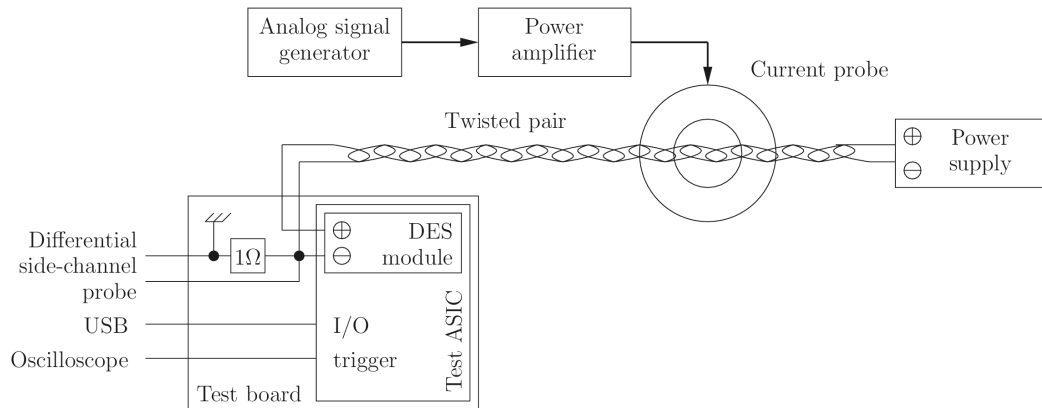 Analog signal
generator
Power
amplifier
Current probe
Twisted pair
Power
supply
Differential
side-channel
probe
1Ω
DES
module
USB
I/O
Oscilloscope
trigger
Test ASIC
Test board